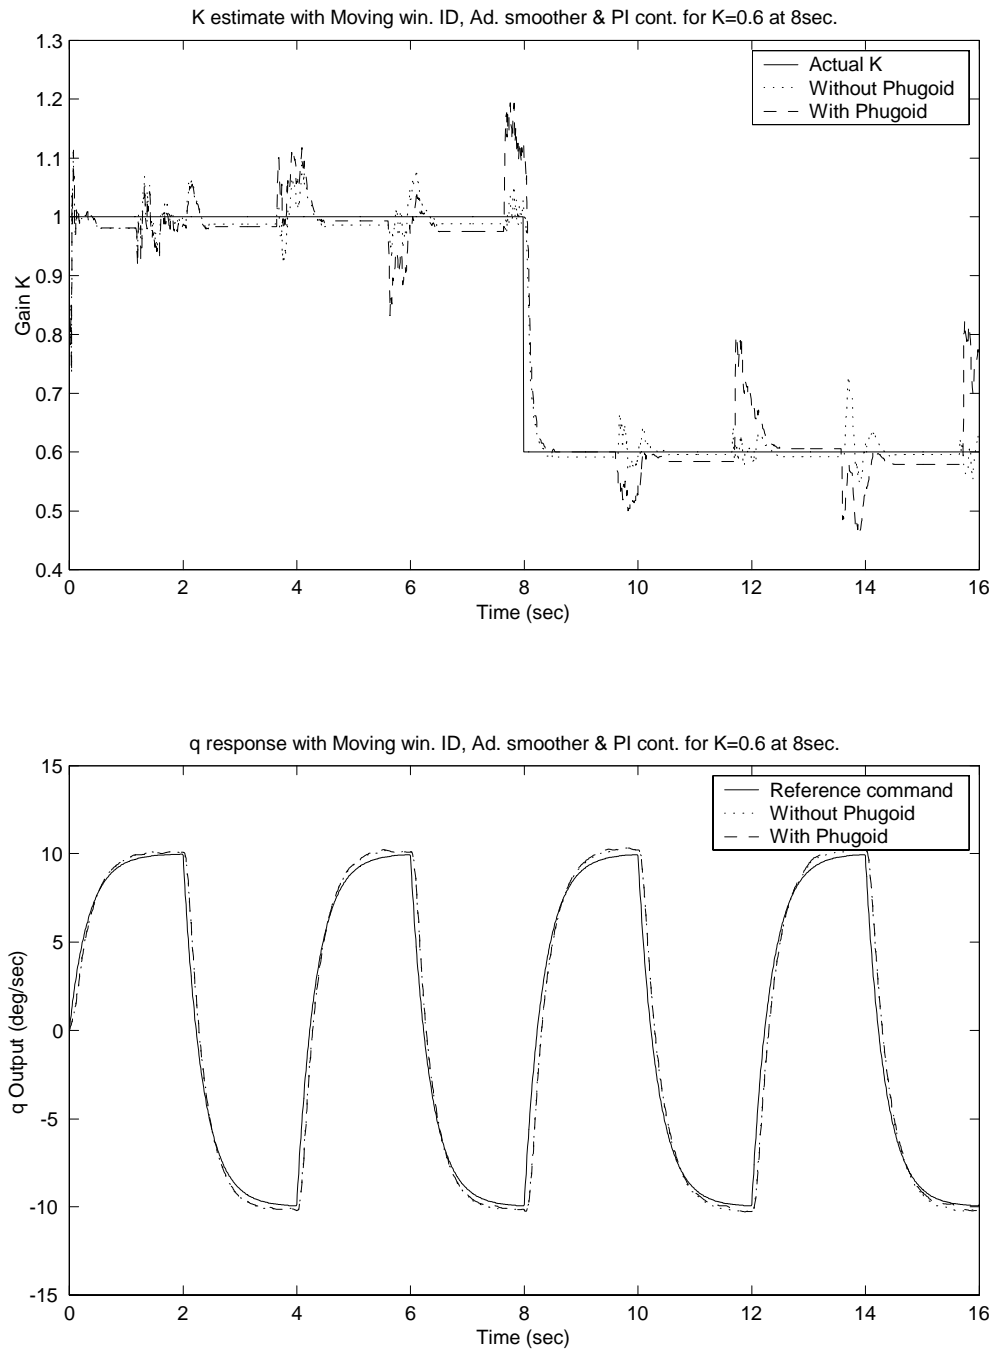 K estimate with Moving win. ID, Ad. smoother & PI cont. for K=0.6 at 8sec.
1.3
1.2
1.1
1
0.9
0.8
0.7
0.6
0.5
0.4
Gain K
Actual K
Without Phugoid
With Phugoid
0 2 4 6 8 10 12 14 16
Time (sec)
q response with Moving win. ID, Ad. smoother & PI cont. for K=0.6 at 8sec.
15
10
5
0
-5
-10
-15
q Output (deg/sec)
Reference command
Without Phugoid
With Phugoid
0 2 4 6 8 10 12 14 16
Time (sec)